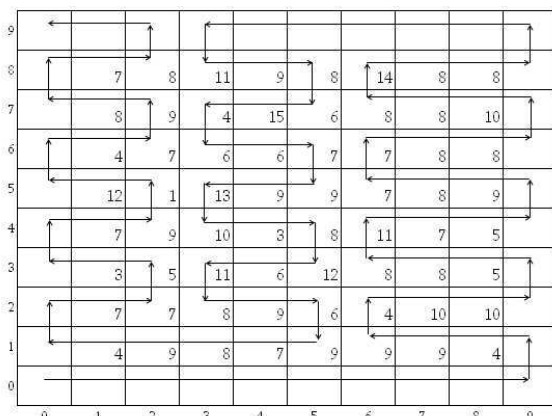 9
8 7 8 11 9 8 14 8 8
7 8 9 4 15 6 8 8 10
6 4 7 6 6 7 7 8 8
5 12 1 13 9 9 7 8 9
4 7 9 10 3 8 11 7 5
3 3 5 11 6 12 8 8 5
2 7 7 8 9 6 4 10 10
1 4 9 8 7 9 9 9 4
0
0 1 2 3 4 5 6 7 8 9